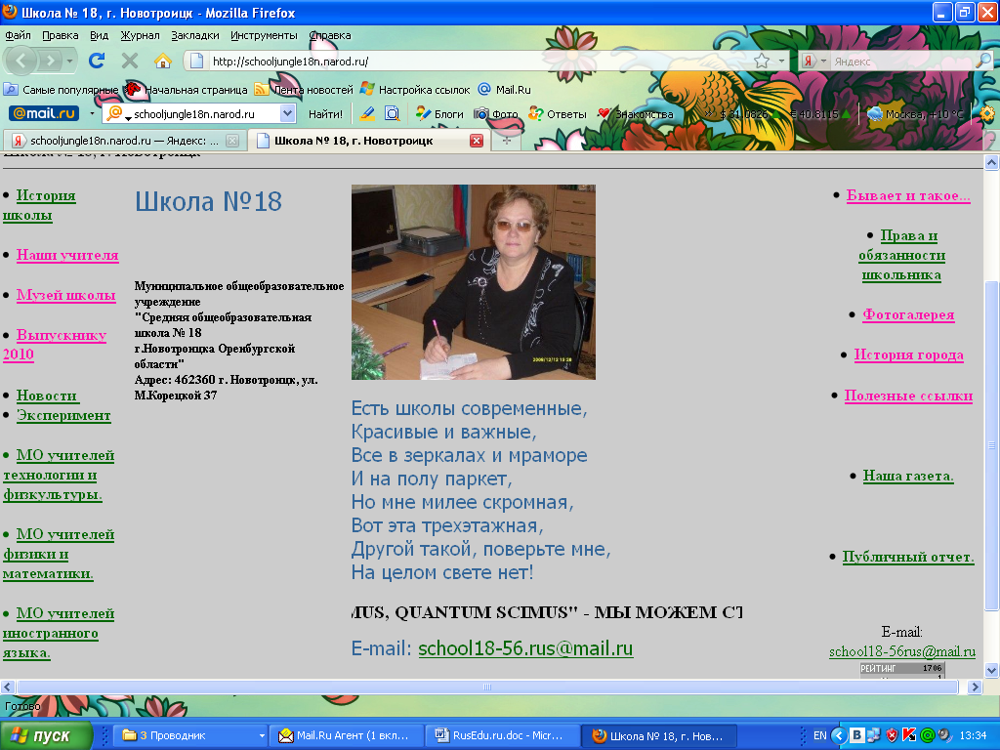 Школа № 18, г. Новотроицк - Mozilla Firefox
Файл Правка Вид Журнал Закладки Инструменты Справка
http://schooljungle18n.narod.ru/
Я Яндекс
Самые популярные Начальная страница Лента новостей Настройка ссылок Mail.Ru
@mail.ru schooljungle18n.narod.ru Найти! Блоги Фото Ответы Знакомства $ 31.0826 € 40.8115 Москва, +10 °C
Я schooljungle18n.narod.ru — Яндекс: ... Школа № 18, г. Новотроицк
Школа № 18, г. Новотроицк
• История школы
• Наши учителя
• Музей школы
• Выпускнику
2010
• Новости
• Эксперимент
• МО учителей
технологии и
физкультуры.
• МО учителей
физики и
математики.
• МО учителей
иностранного
языка.
Школа №18
Муниципальное общеобразовательное
учреждение
"Средняя общеобразовательная
школа № 18
г.Новотроицка Оренбургской
области"
Адрес: 462360 г. Новотроицк, ул.
М.Корецкой 37
Есть школы современные,
Красивые и важные,
Все в зеркалах и мраморе
И на полу паркет,
Но мне милее скромная,
Вот эта трехэтажная,
Другой такой, поверьте мне,
На целом свете нет!
MUS, QUANTUM SCIMUS" - МЫ МОЖЕМ СТ
E-mail: school18-56.rus@mail.ru
• Бывает и такое...
• Права и
обязанности
школьника
• Фотогалерея
• История города
• Полезные ссылки
• Наша газета.
• Публичный отчет.
E-mail:
school18-56rus@mail.ru
РЕЙТИНГ 1706
1
Готово
пуск 3 Проводник Mail.Ru Агент (1 вкл... RusEdu.ru.doc - Micr... Школа № 18, г. Нов... EN В 13:34